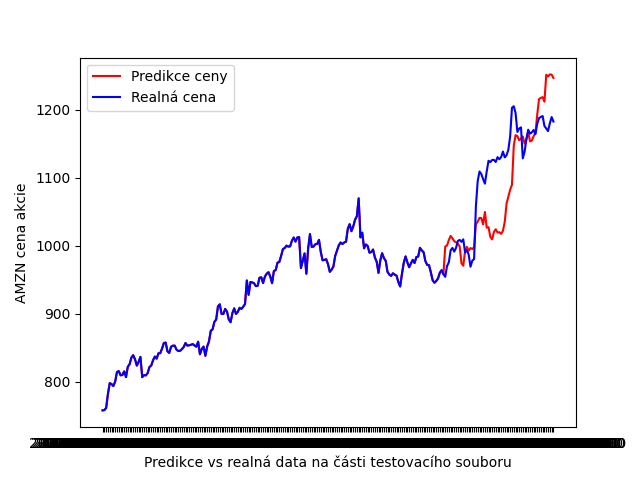 Predikce ceny
Realná cena
1200
1100
1000
900
800
AMZN cena akcie
Predikce vs realná data na části testovacího souboru